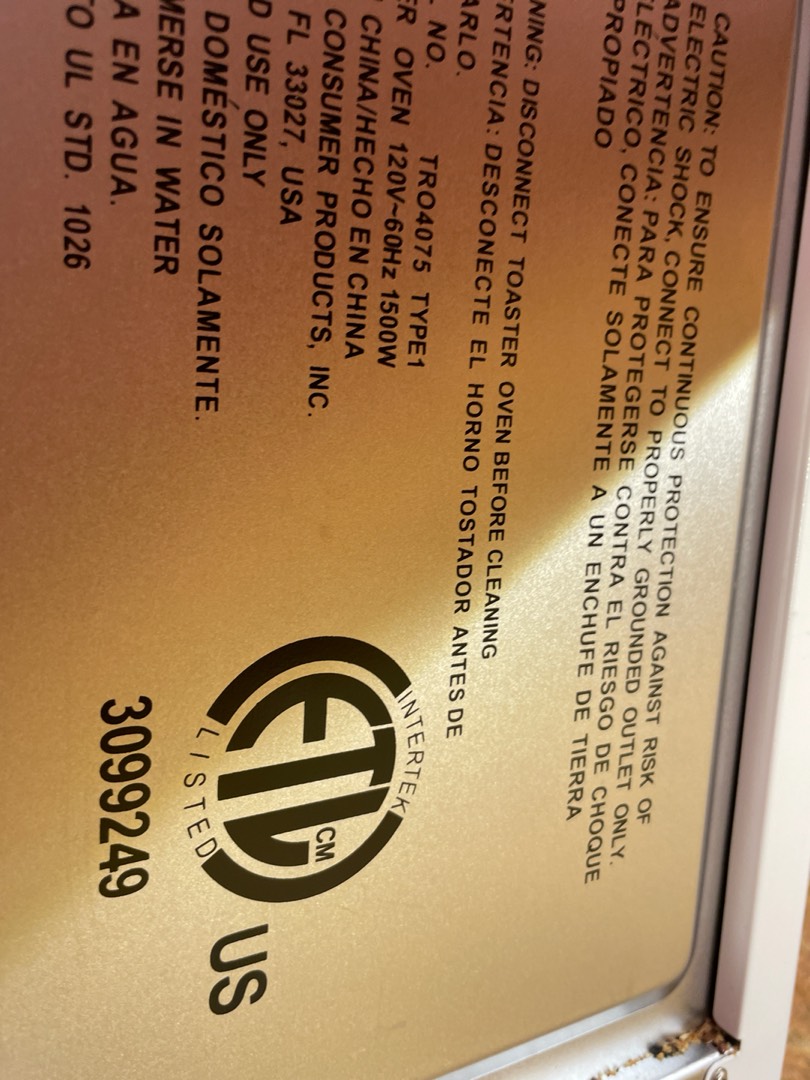 CAUTION: TO ENSURE CONTINUOUS PROTECTION AGAINST RISK OF
ELECTRIC SHOCK, CONNECT TO PROPERLY GROUNDED OUTLET ONLY.
ADVERTENCIA: PARA PROTEGERSE CONTRA EL RIESGO DE CHOQUE
LÉCTRICO, CONECTE SOLAMENTE A UN ENCHUFE DE TIERRA
PROPIADO
NING: DISCONNECT TOASTER OVEN BEFORE CLEANING
RTENCIA: DESCONECTE EL HORNO TOSTADOR ANTES DE
ARLO.
NO. TRO4075 TYPE1
ER OVEN 120V~60Hz 1500W
CHINA/HECHO EN CHINA
CONSUMER PRODUCTS, INC.
FL 33027, USA
D USE ONLY
DOMÉSTICO SOLAMENTE.
MERSE IN WATER
A EN AGUA.
TO UL STD. 1026
INTERTEK
ETL CM
LISTED
US
3099249